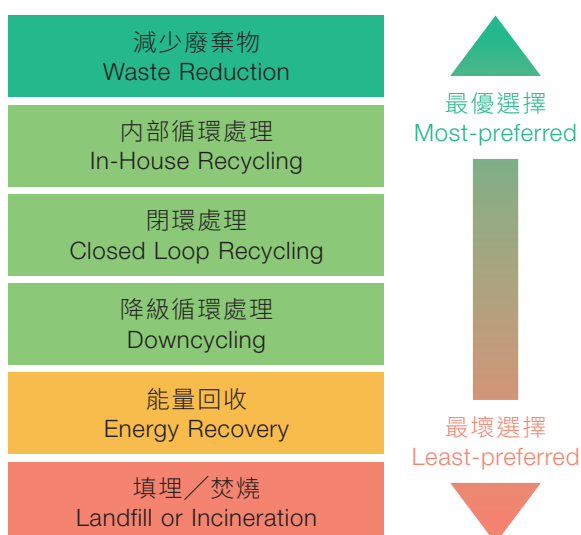 減少廢棄物
Waste Reduction
内部循環處理
In-House Recycling
閉環處理
Closed Loop Recycling
降級循環處理
Downcycling
能量回收
Energy Recovery
填埋／焚燒
Landfill or Incineration
最優選擇
Most-preferred
最壞選擇
Least-preferred